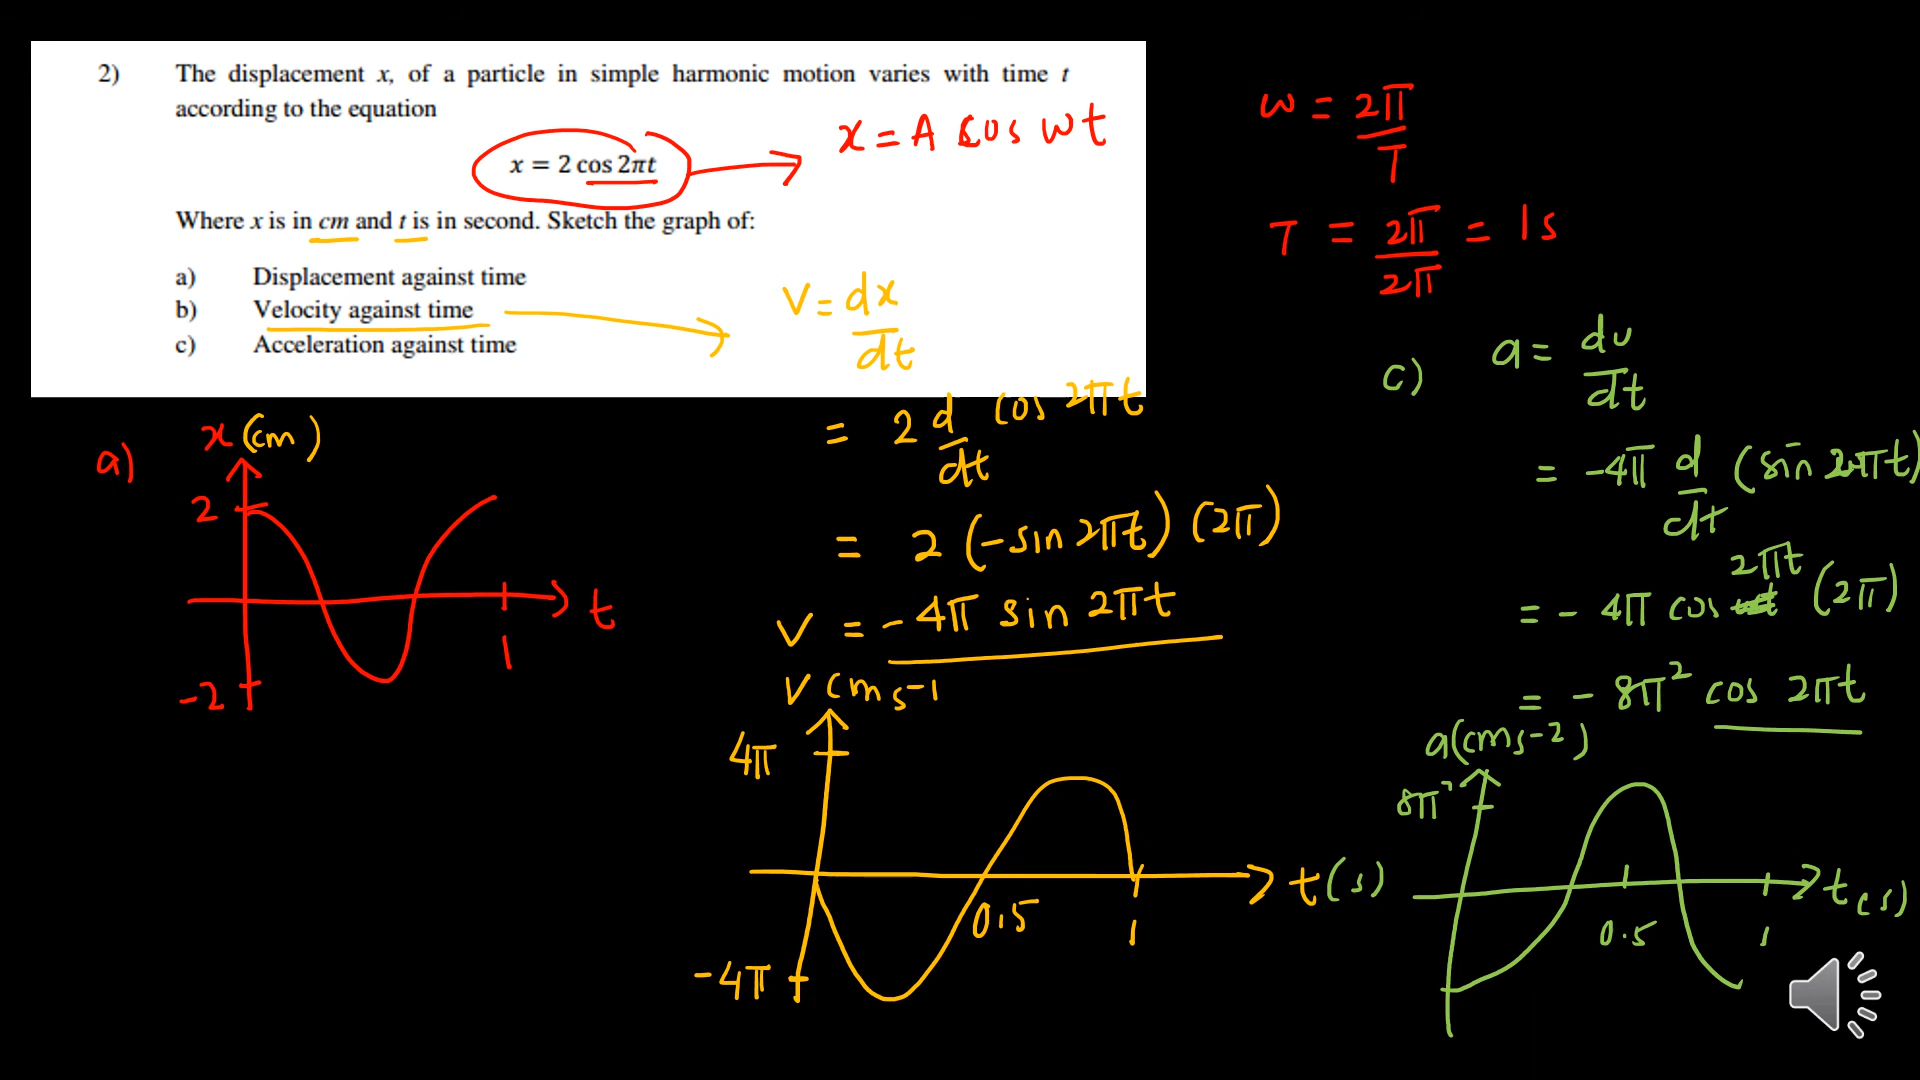 2) The displacement x, of a particle in simple harmonic motion varies with time t
according to the equation
x = 2 cos 2πt
x = A cos wt
Where x is in cm and t is in second. Sketch the graph of:
a) Displacement against time
b) Velocity against time
c) Acceleration against time
w = 2π/T
T = 2π/2π = 1s
a) x (cm)
2
-2
t
1
v = dx/dt
= 2 d/dt cos 2πt
= 2 (-sin 2πt) (2π)
v = -4π sin 2πt
v cm s-1
4π
-4π
0.5
1
t(s)
c) a = dv/dt
= -4π d/dt (sin 2πt)
= - 4π cos 2πt (2π)
= - 8π² cos 2πt
a(cms-2)
8π²
0.5
1
t(s)